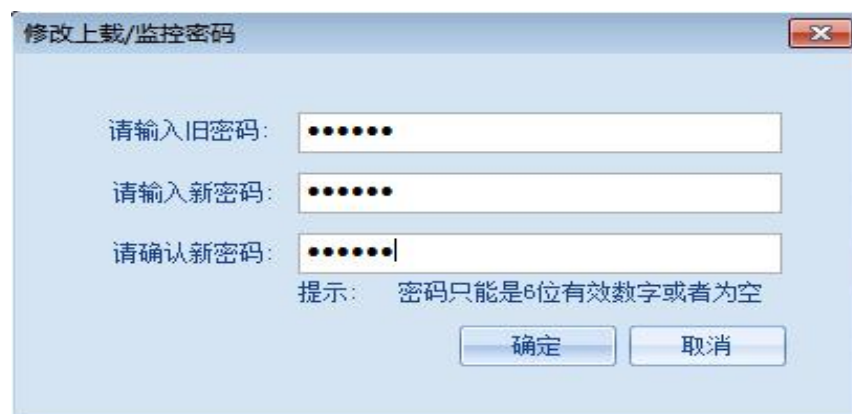 修改上载/监控密码
请输入旧密码: ●●●●●●
请输入新密码: ●●●●●●
请确认新密码: ●●●●●●
提示: 密码只能是6位有效数字或者为空
确定 取消